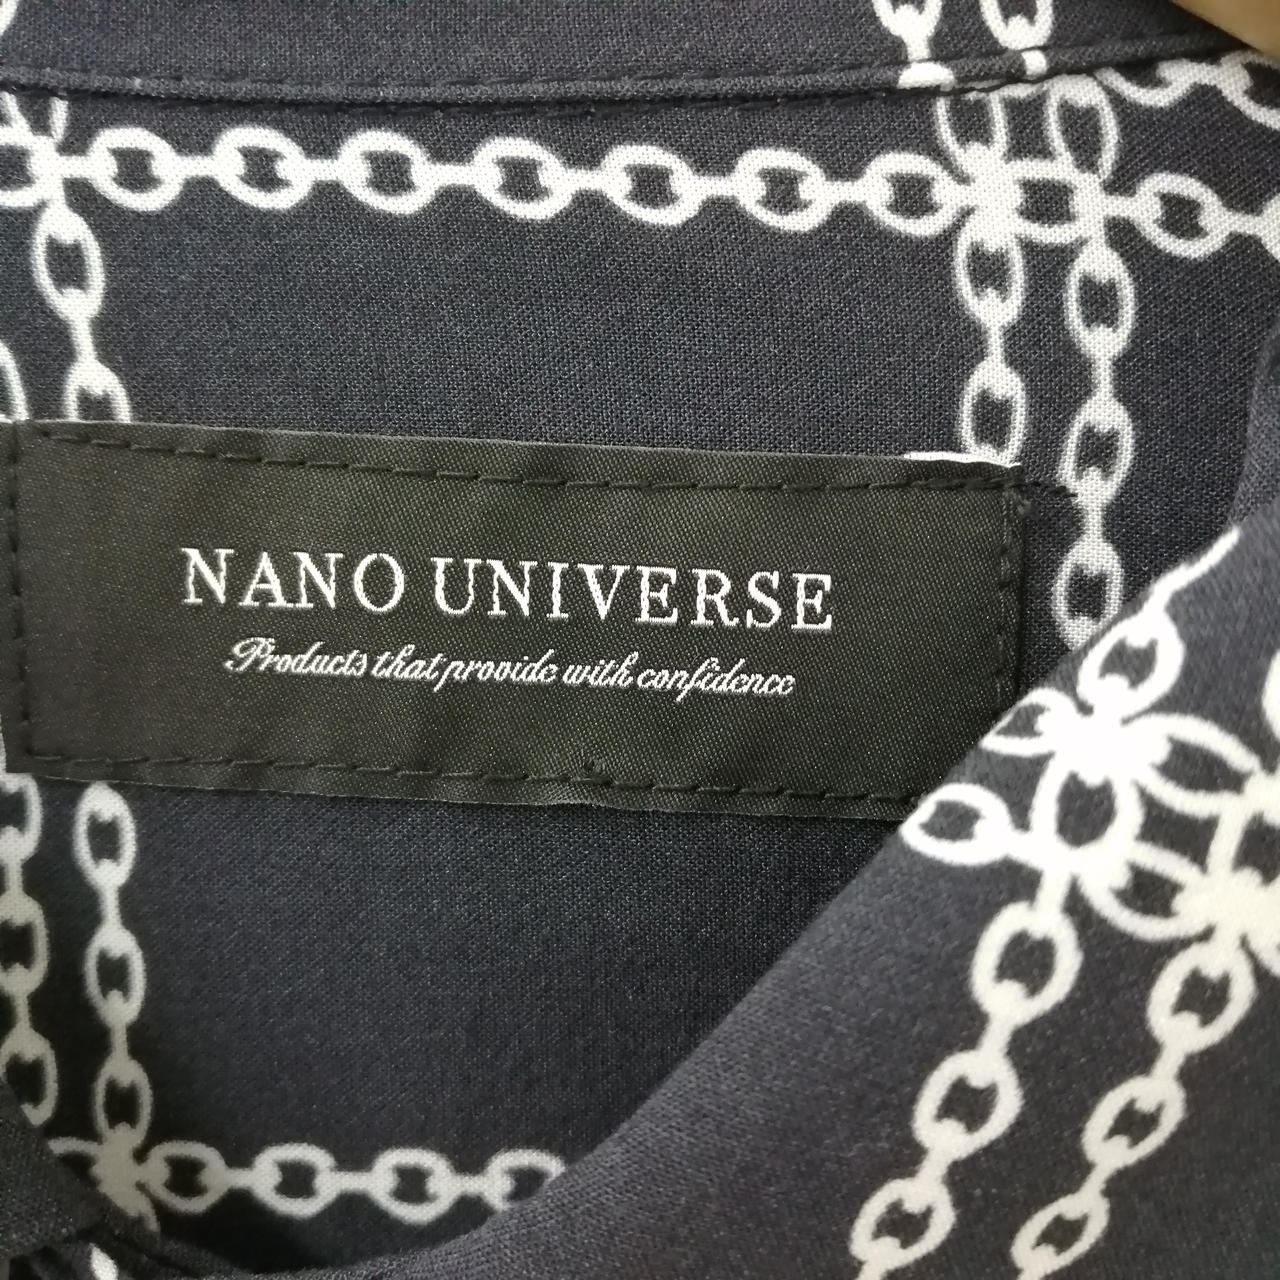 NANO UNIVERSE
Products that provide with confidence